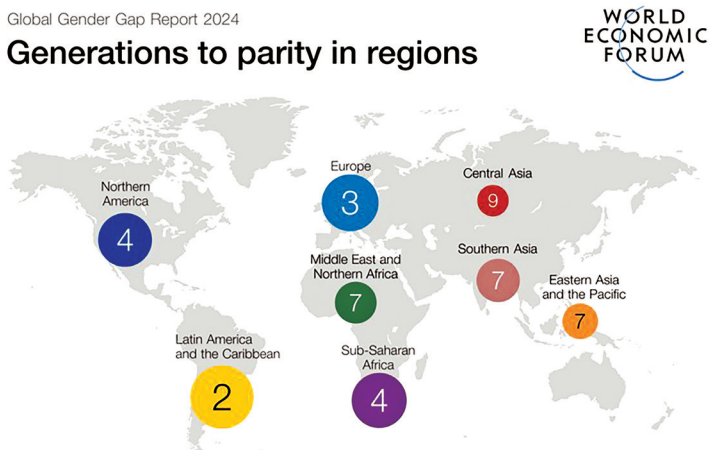 Global Gender Gap Report 2024
Generations to parity in regions
WORLD
ECONOMIC
FORUM
Northern
America
4
Europe
3
Central Asia
9
Middle East and
Northern Africa
7
Southern Asia
7
Eastern Asia
and the Pacific
7
Latin America
and the Caribbean
2
Sub-Saharan
Africa
4